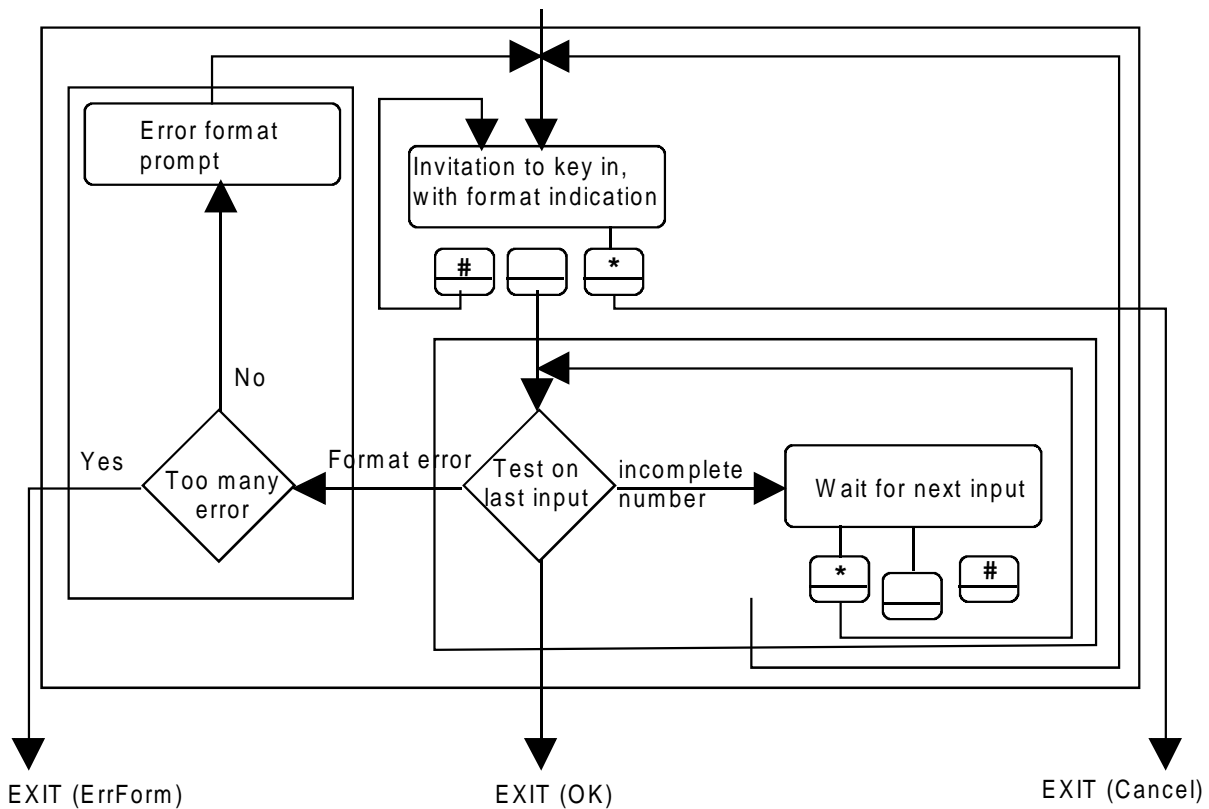 Error format
prompt
Invitation to key in,
with format indication
#
*
No
Yes
Too many
error
Format error
Test on
last input
incomplete
number
Wait for next input
*
#
EXIT (ErrForm)
EXIT (OK)
EXIT (Cancel)